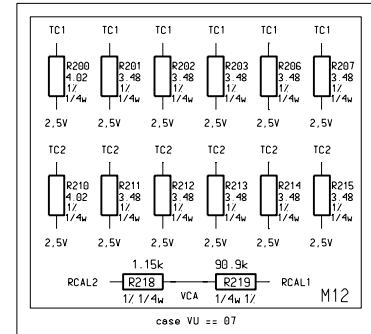 TC1 TC1 TC1 TC1 TC1 TC1
R200 R201 R202 R203 R206 R207
4.02 3.48 3.48 3.48 3.48 3.48
1% 1% 1% 1% 1% 1%
1/4w 1/4w 1/4w 1/4w 1/4w 1/4w
2,5V 2,5V 2,5V 2,5V 2,5V 2,5V
TC2 TC2 TC2 TC2 TC2 TC2
R210 R211 R212 R213 R214 R215
4.02 3.48 3.48 3.48 3.48 3.48
1% 1% 1% 1% 1% 1%
1/4w 1/4w 1/4w 1/4w 1/4w 1/4w
2,5V 2,5V 2,5V 2,5V 2,5V 2,5V
1.15k 90.9k
RCAL2 R218 R219 RCAL1
1% 1/4w VCA 1/4w 1% M12
case VU == 07